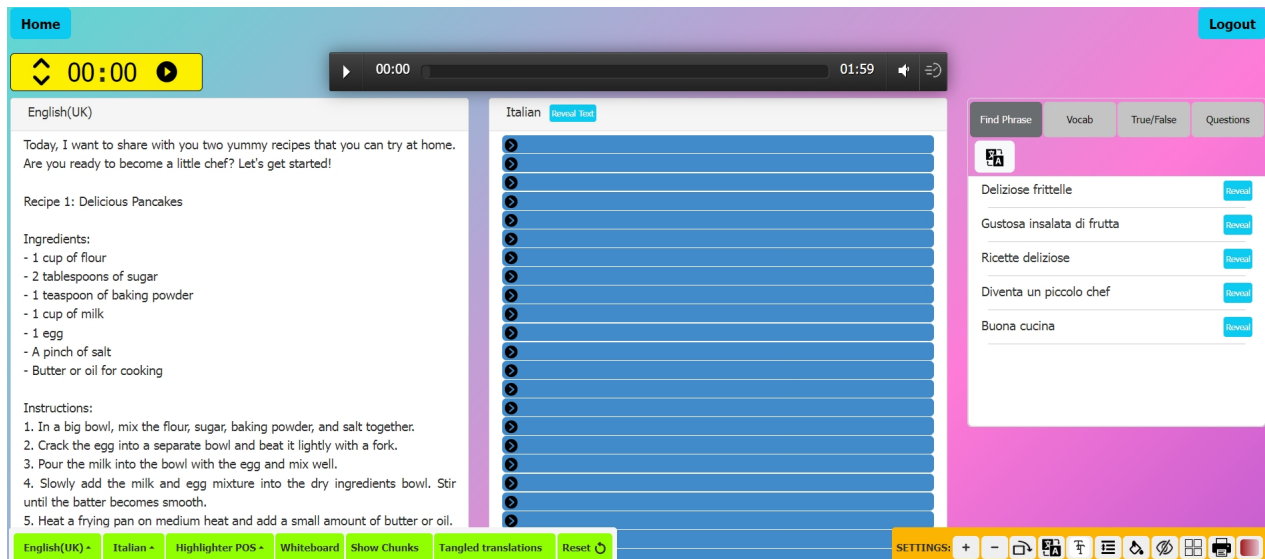 Home
Logout
00:00
00:00
01:59
English(UK)
Today, I want to share with you two yummy recipes that you can try at home.
Are you ready to become a little chef? Let's get started!
Recipe 1: Delicious Pancakes
Ingredients:
- 1 cup of flour
- 2 tablespoons of sugar
- 1 teaspoon of baking powder
- 1 cup of milk
- 1 egg
- A pinch of salt
- Butter or oil for cooking
Instructions:
1. In a big bowl, mix the flour, sugar, baking powder, and salt together.
2. Crack the egg into a separate bowl and beat it lightly with a fork.
3. Pour the milk into the bowl with the egg and mix well.
4. Slowly add the milk and egg mixture into the dry ingredients bowl. Stir
until the batter becomes smooth.
5. Heat a frying pan on medium heat and add a small amount of butter or oil.
Italian Reveal Text
Find Phrase Vocab True/False Questions
Deliziose frittelle Reveal
Gustosa insalata di frutta Reveal
Ricette deliziose Reveal
Diventa un piccolo chef Reveal
Buona cucina Reveal
English(UK) Italian Highlighter POS Whiteboard Show Chunks Tangled translations Reset
SETTINGS: + -